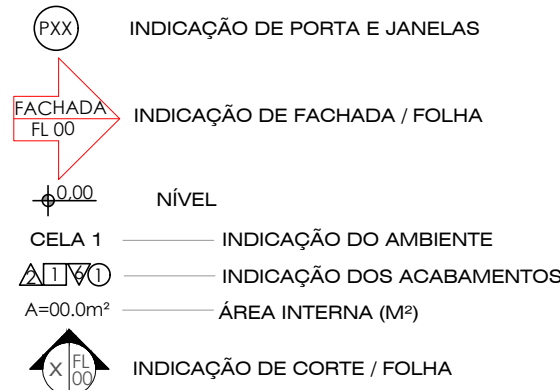 PXX INDICAÇÃO DE PORTA E JANELAS
FACHADA
FL 00
INDICAÇÃO DE FACHADA / FOLHA
0,00 NÍVEL
CELA 1 INDICAÇÃO DO AMBIENTE
2 1 6 1 INDICAÇÃO DOS ACABAMENTOS
A=00.0m² ÁREA INTERNA (M²)
X FL 00 INDICAÇÃO DE CORTE / FOLHA